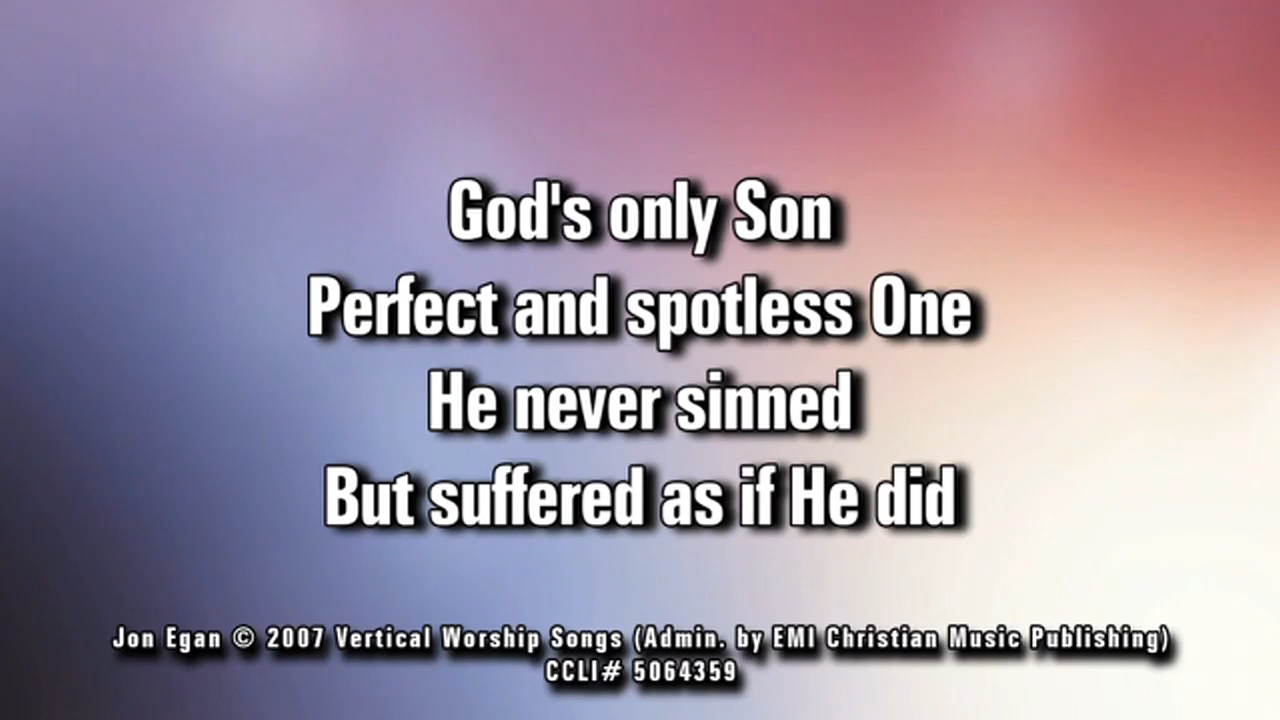 God's only Son
Perfect and spotless One
He never sinned
But suffered as if He did
Jon Egan © 2007 Vertical Worship Songs (Admin. by EMI Christian Music Publishing)
CCLI# 5064359